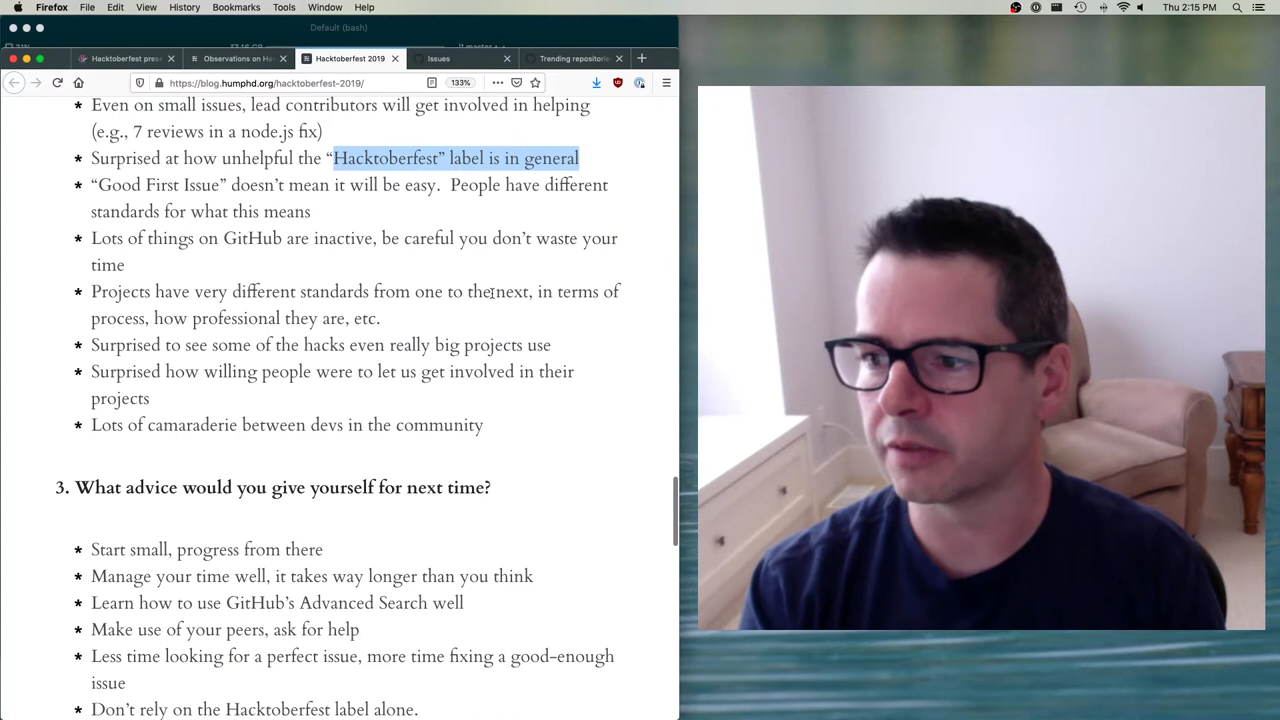 Firefox File Edit View History Bookmarks Tools Window Help Thu 2:15 PM
Default (bash)
Hacktoberfest pres Observations on Ha Hacktoberfest 2019 Issues Trending repositorie
https://blog.humphd.org/hacktoberfest-2019/ 133%
* Even on small issues, lead contributors will get involved in helping
(e.g., 7 reviews in a node.js fix)
* Surprised at how unhelpful the “Hacktoberfest” label is in general
* “Good First Issue” doesn’t mean it will be easy. People have different
standards for what this means
* Lots of things on GitHub are inactive, be careful you don’t waste your
time
* Projects have very different standards from one to the next, in terms of
process, how professional they are, etc.
* Surprised to see some of the hacks even really big projects use
* Surprised how willing people were to let us get involved in their
projects
* Lots of camaraderie between devs in the community
3. What advice would you give yourself for next time?
* Start small, progress from there
* Manage your time well, it takes way longer than you think
* Learn how to use GitHub’s Advanced Search well
* Make use of your peers, ask for help
* Less time looking for a perfect issue, more time fixing a good-enough
issue
* Don’t rely on the Hacktoberfest label alone.